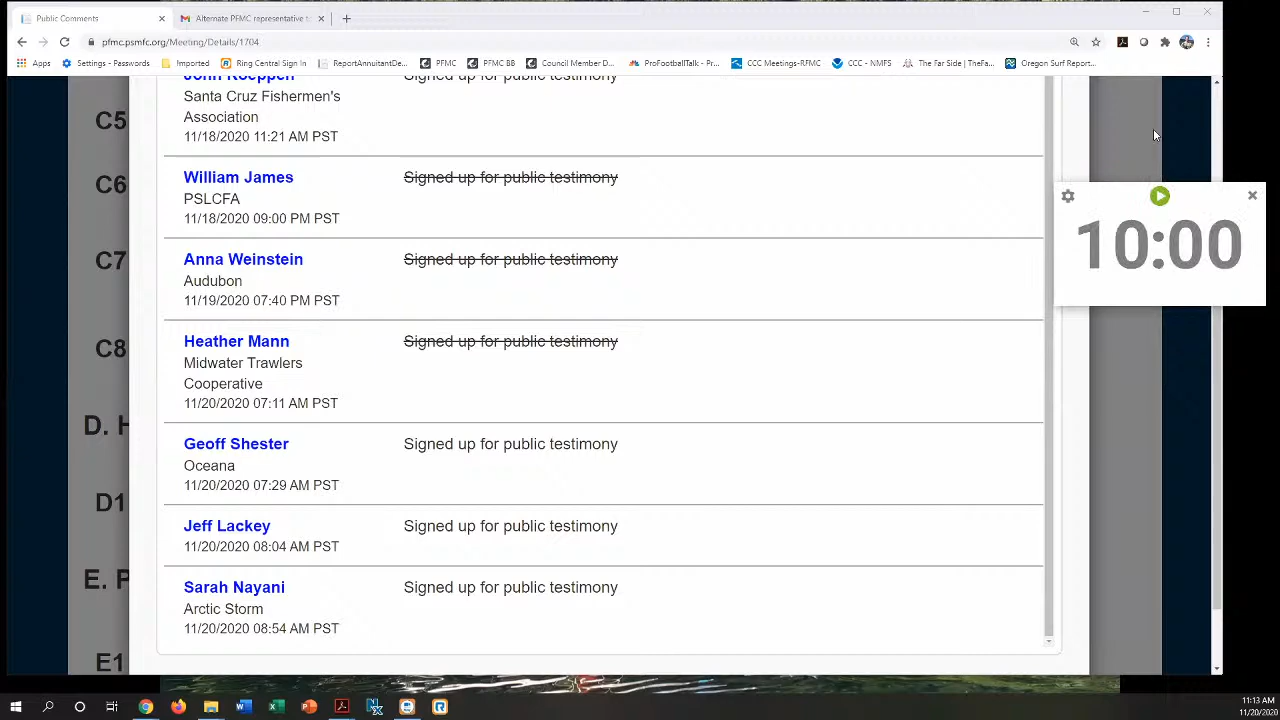 Public Comments
Alternate PFMC representative t
pfmc.psmfc.org/Meeting/Details/1704
Apps
Settings - Passwords
Imported
Ring Central Sign In
ReportAnnuitantDe...
PFMC
PFMC BB
Council Member D...
ProFootballTalk - Pr...
CCC Meetings-RFMC
CCC - NMFS
The Far Side (TheFa...
Oregon Surf Report...
John Koeppen
Signed up for public testimony
Santa Cruz Fishermen's
Association
11/18/2020 11:21 AM PST
C5
William James
Signed up for public testimony
PSLCFA
11/18/2020 09:00 PM PST
C6
Anna Weinstein
Signed up for public testimony
Audubon
11/19/2020 07:40 PM PST
C7
Heather Mann
Signed up for public testimony
Midwater Trawlers
Cooperative
11/20/2020 07:11 AM PST
C8
D. H
Geoff Shester
Signed up for public testimony
Oceana
11/20/2020 07:29 AM PST
D1
Jeff Lackey
Signed up for public testimony
11/20/2020 08:04 AM PST
E. P
Sarah Nayani
Signed up for public testimony
Arctic Storm
11/20/2020 08:54 AM PST
E1
10:00
11:13 AM
11/20/2020